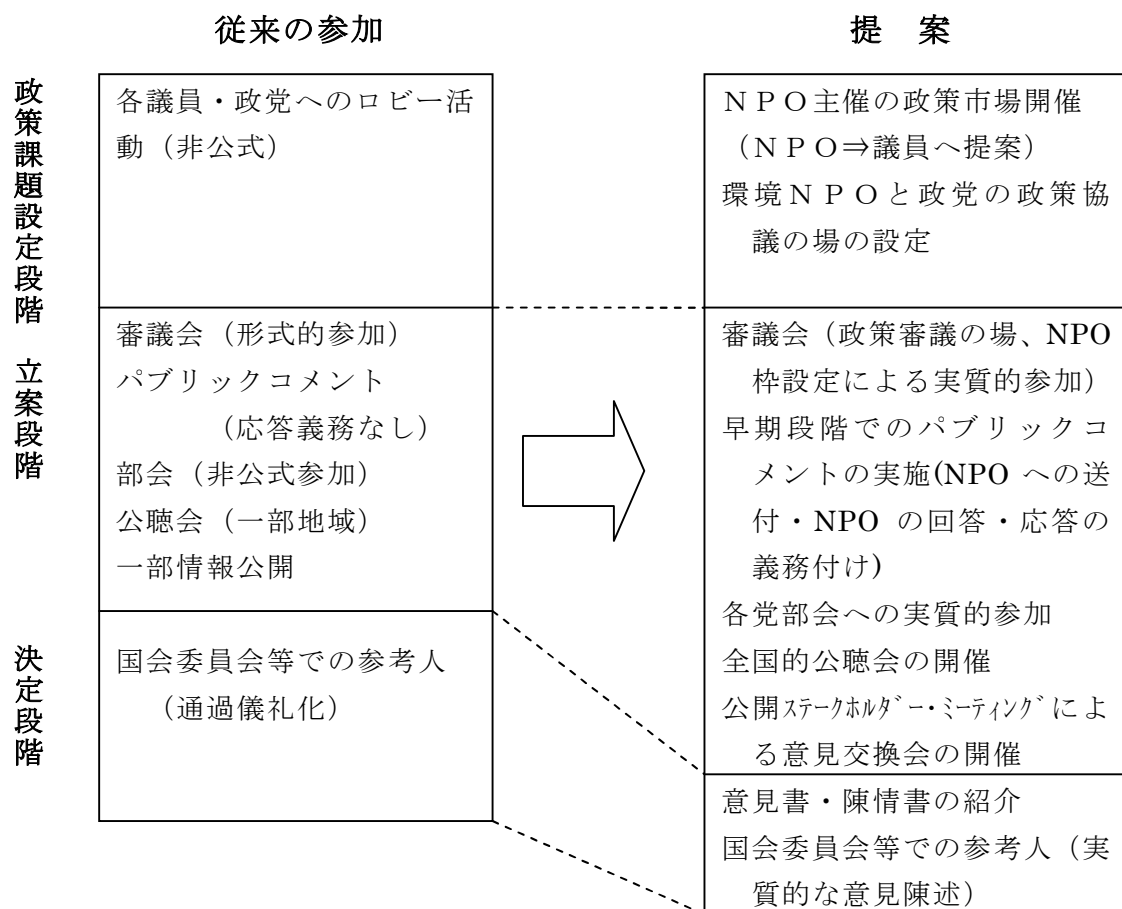 従来の参加
提　案
政策課題設定段階
各議員・政党へのロビー活
動（非公式）
ＮＰＯ主催の政策市場開催
（ＮＰＯ⇒議員へ提案）
環境ＮＰＯと政党の政策協
議の場の設定
立案段階
審議会（形式的参加）
パブリックコメント
（応答義務なし）
部会（非公式参加）
公聴会（一部地域）
一部情報公開
審議会（政策審議の場、NPO
枠設定による実質的参加）
早期段階でのパブリックコ
メントの実施(NPO への送
付・NPO の回答・応答の
義務付け)
各党部会への実質的参加
全国的公聴会の開催
公開ｽﾃｰｸﾎﾙﾀﾞｰ・ﾐｰﾃｨﾝｸﾞによ
る意見交換会の開催
決定段階
国会委員会等での参考人
（通過儀礼化）
意見書・陳情書の紹介
国会委員会等での参考人（実
質的な意見陳述）